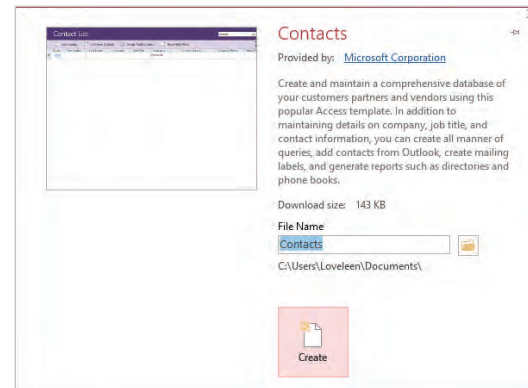 Contact List
Contacts
Provided by: Microsoft Corporation
Create and maintain a comprehensive database of
your customers partners and vendors using this
popular Access template. In addition to
maintaining details on company, job title, and
contact information, you can create all manner of
queries, add contacts from Outlook, create mailing
labels, and generate reports such as directories and
phone books.
Download size: 143 KB
File Name
Contacts
C:\Users\Loveleen\Documents\
Create